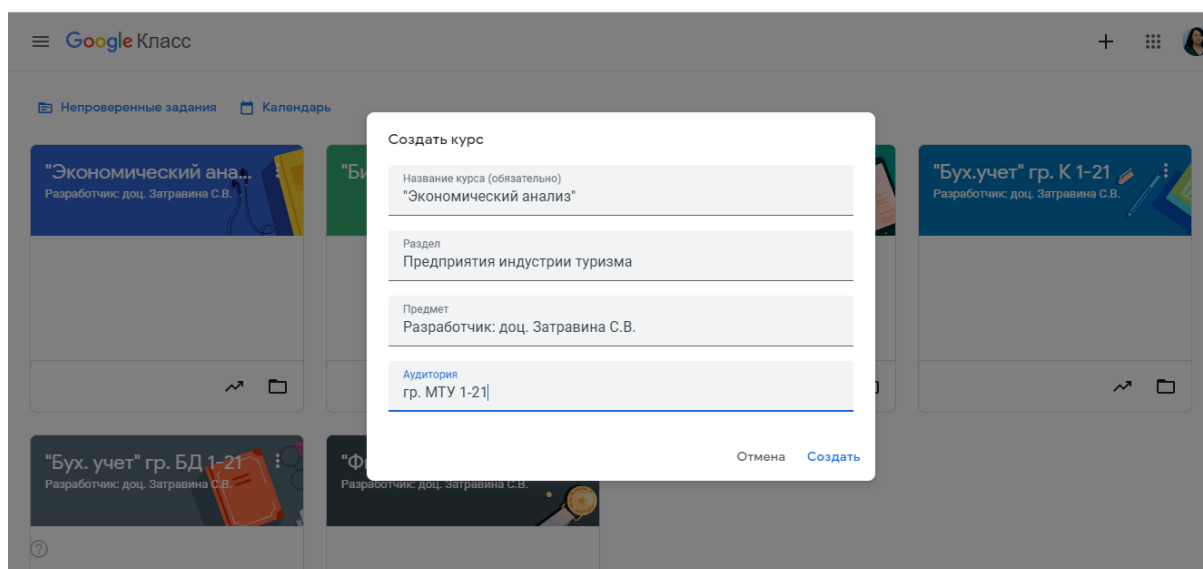 Google Класс
Непроверенные задания
Календарь
"Экономический ана...
Разработчик: доц. Затравина С.В.
"Би
"Бух.учет" гр. К 1-21
Разработчик: доц. Затравина С.В.
Создать курс
Название курса (обязательно)
"Экономический анализ"
Раздел
Предприятия индустрии туризма
Предмет
Разработчик: доц. Затравина С.В.
Аудитория
гр. МТУ 1-21
Отмена
Создать
"Бух. учет" гр. БД 1-21
Разработчик: доц. Затравина С.В.
"Ф
Разработчик: доц. Затравина С.В.